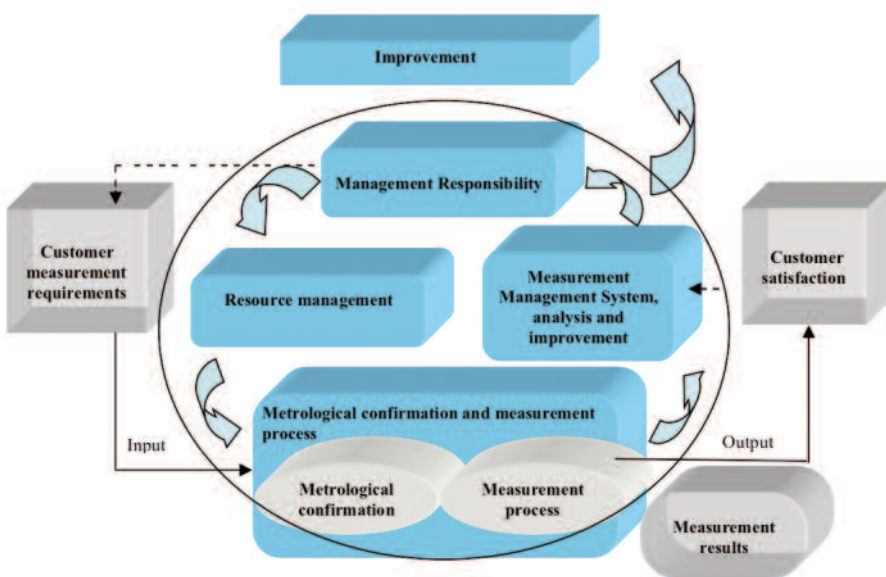 Improvement
Management Responsibility
Customer
measurement
requirements
Resource management
Measurement
Management System,
analysis and
improvement
Customer
satisfaction
Metrological confirmation and measurement
process
Input
Output
Metrological
confirmation
Measurement
process
Measurement
results